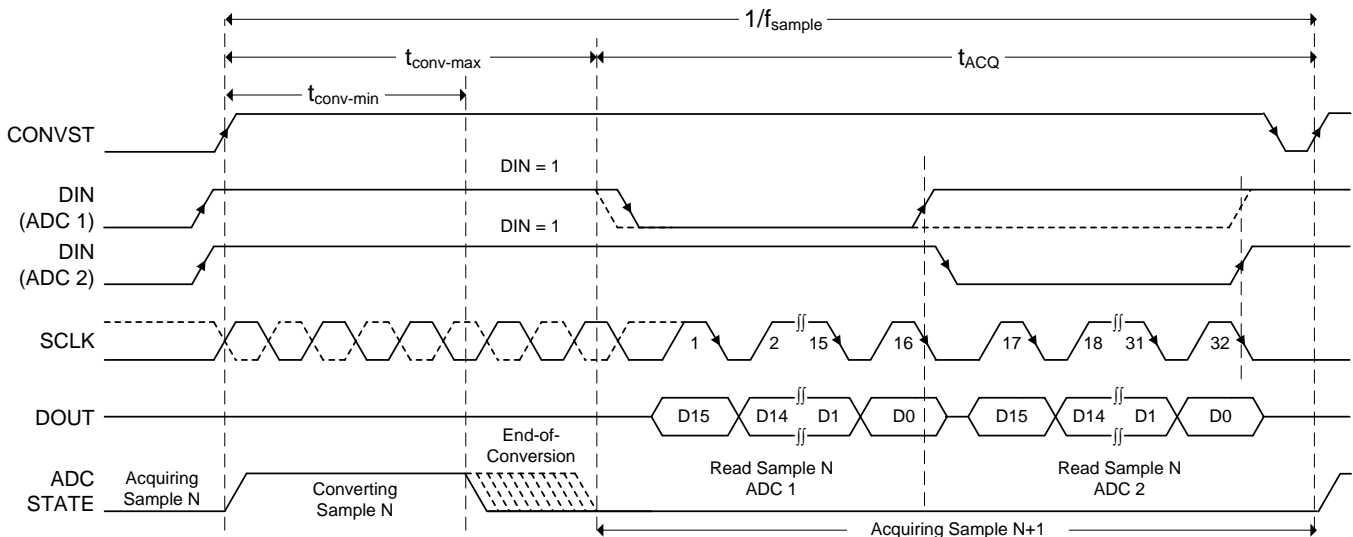 1/fsample
tconv-max
tACQ
tconv-min
CONVST
DIN = 1
DIN
(ADC 1)
DIN = 1
DIN
(ADC 2)
SCLK
1 2 15 16 17 18 31 32
DOUT
D15 D14 D1 D0 D15 D14 D1 D0
End-of-
Conversion
ADC
STATE
Acquiring
Sample N
Converting
Sample N
Read Sample N
ADC 1
Read Sample N
ADC 2
Acquiring Sample N+1